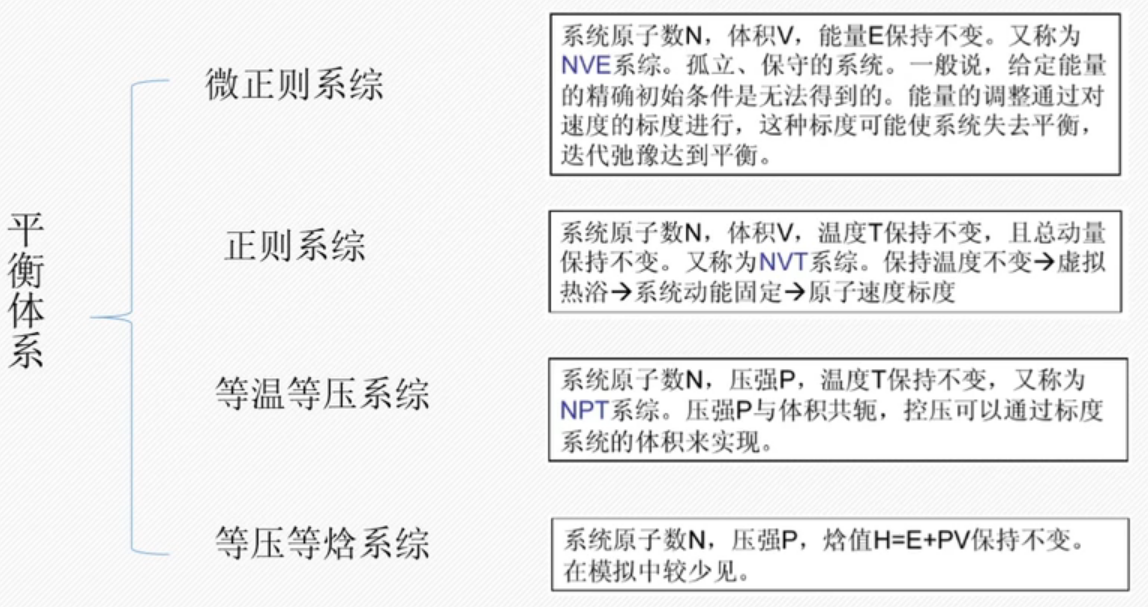 平衡体系
微正则系综
系统原子数N，体积V，能量E保持不变。又称为
NVE系综。孤立、保守的系统。一般说，给定能量
的精确初始条件是无法得到的。能量的调整通过对
速度的标度进行，这种标度可能使系统失去平衡，
迭代弛豫达到平衡。
正则系综
系统原子数N，体积V，温度T保持不变，且总动量
保持不变。又称为NVT系综。保持温度不变→虚拟
热浴→系统动能固定→原子速度标度
等温等压系综
系统原子数N，压强P，温度T保持不变，又称为
NPT系综。压强P与体积共轭，控压可以通过标度
系统的体积来实现。
等压等焓系综
系统原子数N，压强P，焓值H=E+PV保持不变。
在模拟中较少见。